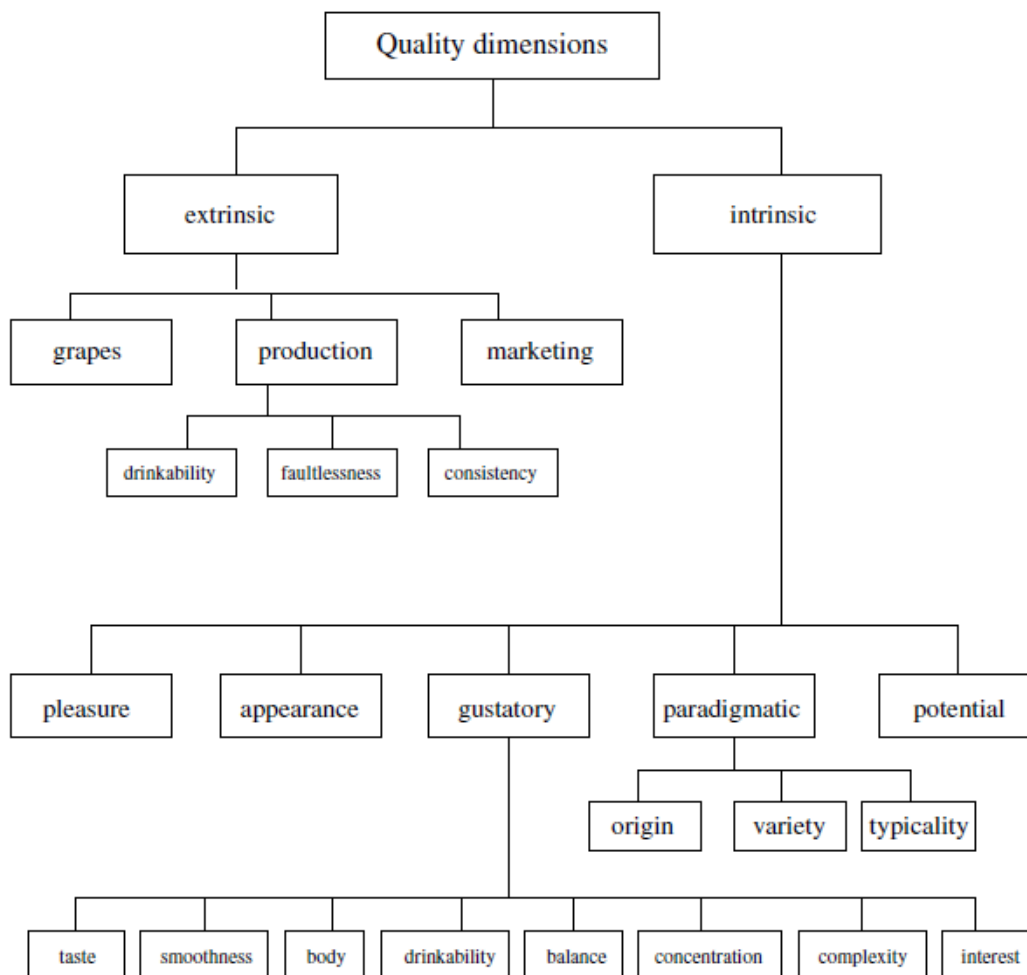 Quality dimensions
extrinsic
intrinsic
grapes
production
marketing
drinkability
faultlessness
consistency
pleasure
appearance
gustatory
paradigmatic
potential
origin
variety
typicality
taste
smoothness
body
drinkability
balance
concentration
complexity
interest